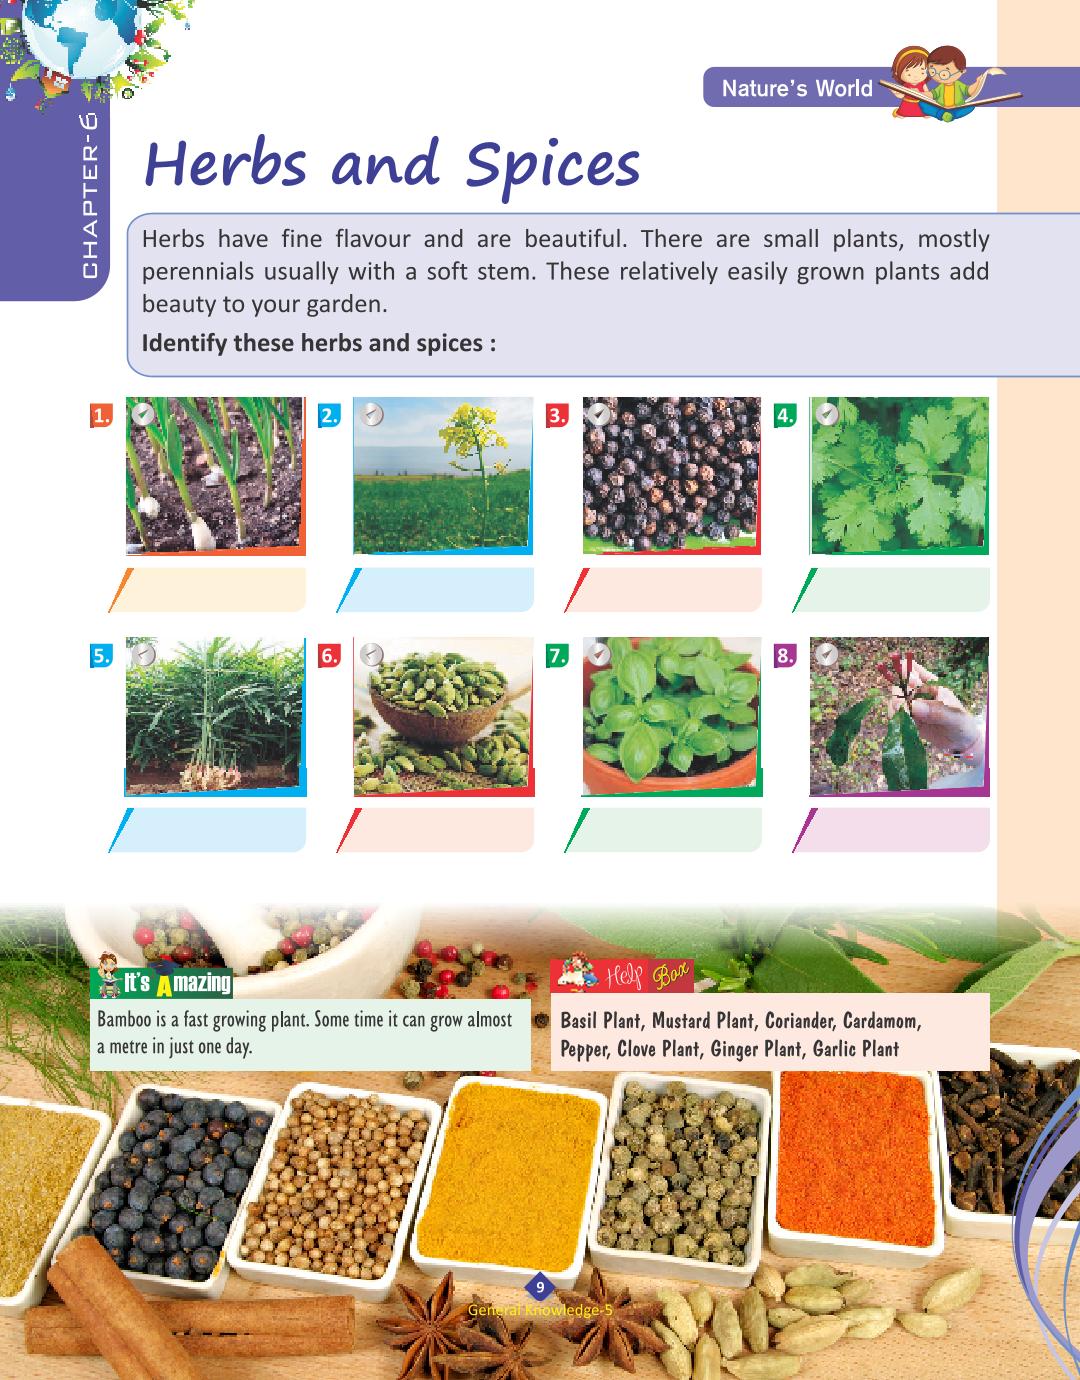 CHAPTER-6
Nature's World
Herbs and Spices
Herbs have fine flavour and are beautiful. There are small plants, mostly
perennials usually with a soft stem. These relatively easily grown plants add
beauty to your garden.
Identify these herbs and spices :
1.
2.
3.
4.
5.
6.
7.
8.
It's Amazing
Bamboo is a fast growing plant. Some time it can grow almost
a metre in just one day.
Help Box
Basil Plant, Mustard Plant, Coriander, Cardamom,
Pepper, Clove Plant, Ginger Plant, Garlic Plant
9
General Knowledge-5